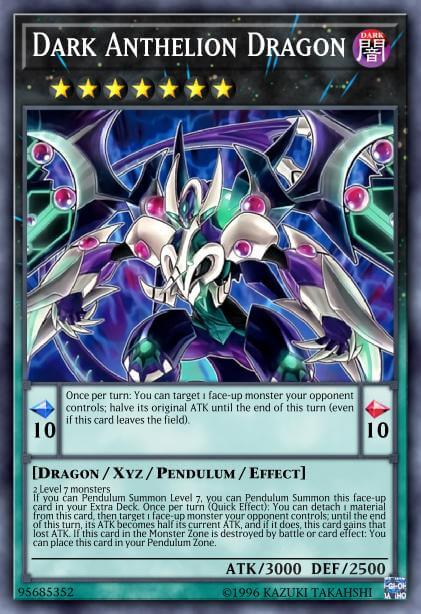 DARK ANTHELION DRAGON
DARK
闇
Once per turn: You can target 1 face-up monster your opponent
controls; halve its original ATK until the end of this turn (even
if this card leaves the field).
10
10
[DRAGON / XYZ / PENDULUM / EFFECT]
2 Level 7 monsters
If you can Pendulum Summon Level 7, you can Pendulum Summon this face-up
card in your Extra Deck. Once per turn (Quick Effect): You can detach 1 material
from this card, then target 1 face-up monster your opponent controls; until the end
of this turn, its ATK becomes half its current ATK, and if it does, this card gains that
lost ATK. If this card in the Monster Zone is destroyed by battle or card effect: You
can place this card in your Pendulum Zone.
ATK/3000 DEF/2500
95685352
©1996 KAZUKI TAKAHSHI